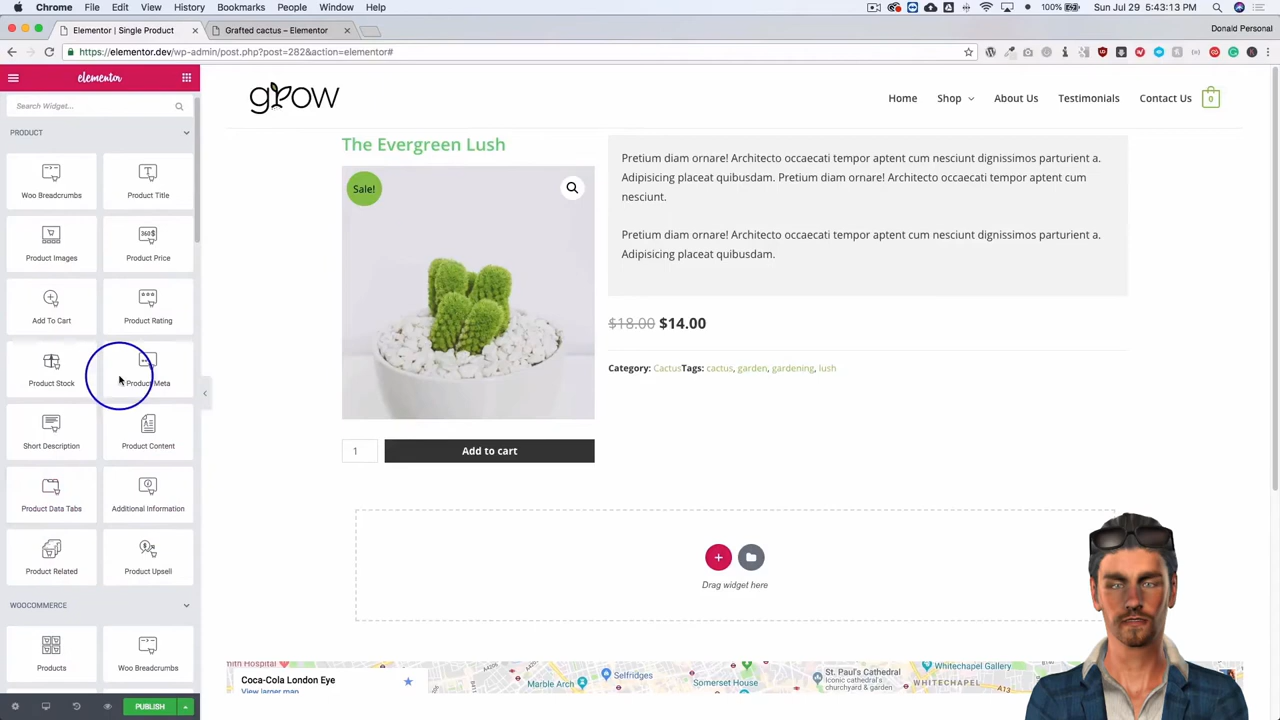 Chrome File Edit View History Bookmarks People Window Help
100% Sun Jul 29 5:43:13 PM
Elementor | Single Product
Grafted cactus – Elementor
Donald Personal
https://elementor.dev/wp-admin/post.php?post=282&action=elementor#
elementor
Search Widget...
PRODUCT
Woo Breadcrumbs
Product Title
Product Images
Product Price
Add To Cart
Product Rating
Product Stock
Product Meta
Short Description
Product Content
Product Data Tabs
Additional Information
Product Related
Product Upsell
WOOCOMMERCE
Products
Woo Breadcrumbs
PUBLISH
grow
Home Shop About Us Testimonials Contact Us 0
The Evergreen Lush
Sale!
Pretium diam ornare! Architecto occaecati tempor aptent cum nesciunt dignissimos parturient a.
Adipisicing placeat quibusdam. Pretium diam ornare! Architecto occaecati tempor aptent cum
nesciunt.
Pretium diam ornare! Architecto occaecati tempor aptent cum nesciunt dignissimos parturient a.
Adipisicing placeat quibusdam.
$18.00 $14.00
Category: CactusTags: cactus, garden, gardening, lush
1
Add to cart
Drag widget here
Coca-Cola London Eye
View larger map
Marble Arch
Selfridges
Somerset House
St. Paul's Cathedral
Iconic cathedral's
churchyard & garden
Whitechapel Gallery
WHITECHAPEL